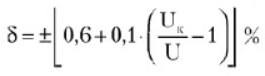 δ = ±⌊0,6+0,1·(Uк/U −1)⌋ %